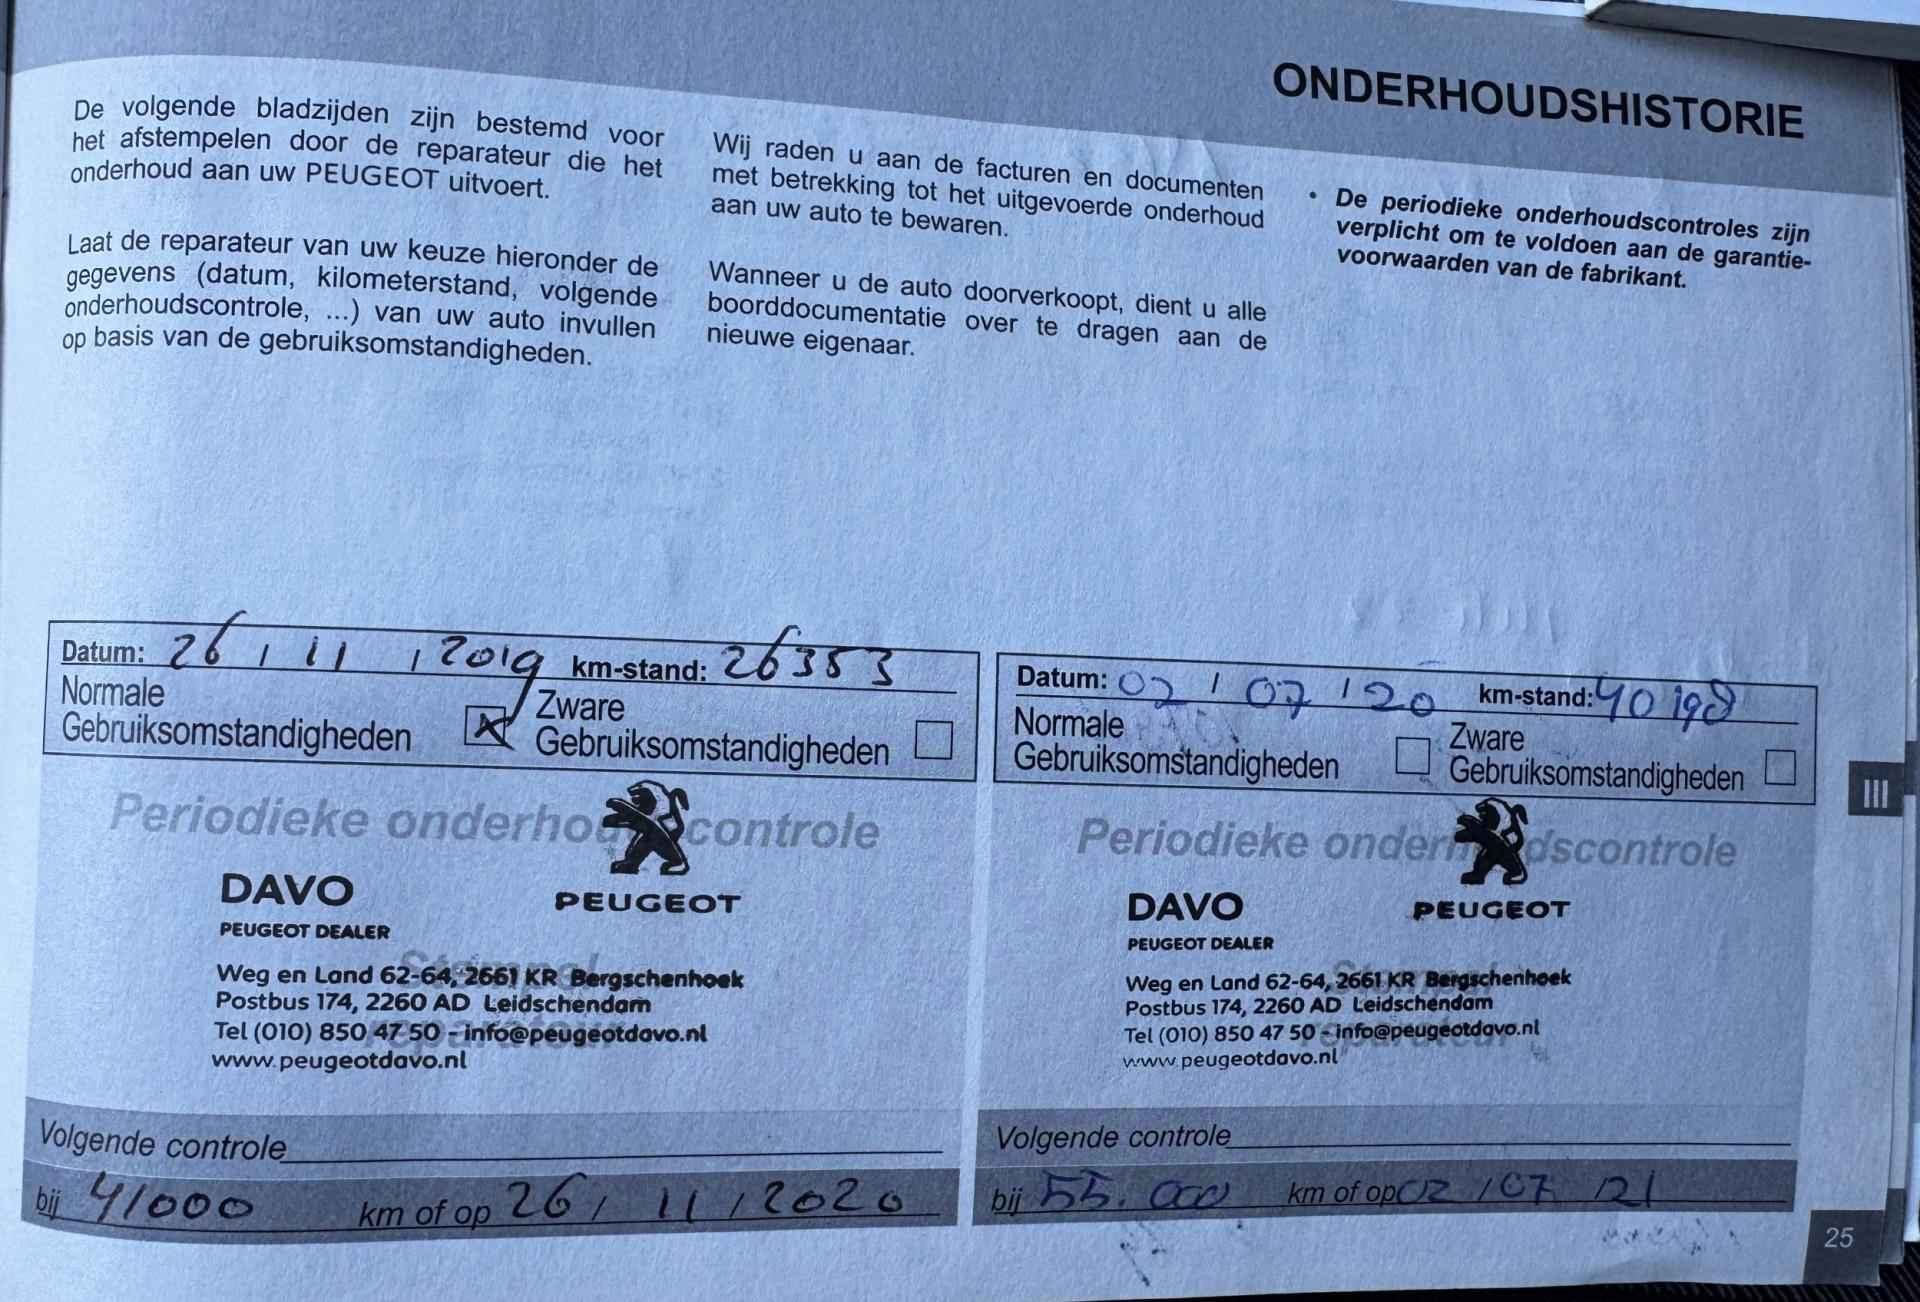 ONDERHOUDSHISTORIE
De volgende bladzijden zijn bestemd voor
het afstempelen door de reparateur die het
onderhoud aan uw PEUGEOT uitvoert.
Laat de reparateur van uw keuze hieronder de
gegevens (datum, kilometerstand, volgende
onderhoudscontrole, ...) van uw auto invullen
op basis van de gebruiksomstandigheden.
Wij raden u aan de facturen en documenten
met betrekking tot het uitgevoerde onderhoud
aan uw auto te bewaren.
Wanneer u de auto doorverkoopt, dient u alle
boorddocumentatie over te dragen aan de
nieuwe eigenaar.
• De periodieke onderhoudscontroles zijn
verplicht om te voldoen aan de garantie-
voorwaarden van de fabrikant.
Datum: 26 / 11 / 2019 km-stand: 26353
Normale
Gebruiksomstandigheden
Zware
Gebruiksomstandigheden
Periodieke onderhoudscontrole
DAVO
PEUGEOT DEALER
PEUGEOT
Stempel
Weg en Land 62-64, 2661 KR Bergschenhoek
Postbus 174, 2260 AD Leidschendam
reparateur
Tel (010) 850 47 50 - info@peugeotdavo.nl
www.peugeotdavo.nl
Volgende controle
bij 41000 km of op 26 / 11 / 2020
Datum: 02 / 07 / 20 km-stand: 40198
Normale
Gebruiksomstandigheden
Zware
Gebruiksomstandigheden
Periodieke onderhoudscontrole
DAVO
PEUGEOT DEALER
PEUGEOT
Stempel
Weg en Land 62-64, 2661 KR Bergschenhoek
Postbus 174, 2260 AD Leidschendam
reparateur
Tel (010) 850 47 50 - info@peugeotdavo.nl
www.peugeotdavo.nl
Volgende controle
bij 55.000 km of op 02 / 07 / 21
III
25